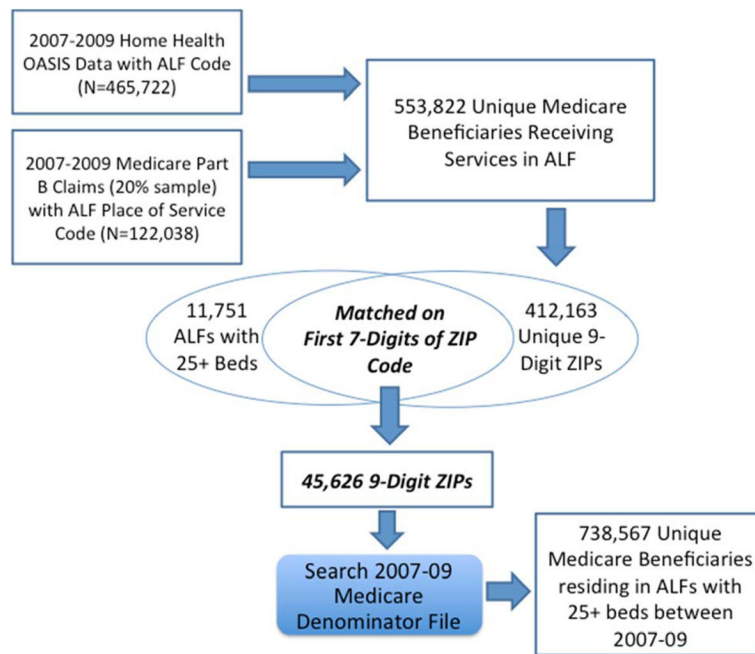 2007-2009 Home Health
OASIS Data with ALF Code
(N=465,722)
553,822 Unique Medicare
Beneficiaries Receiving
Services in ALF
2007-2009 Medicare Part
B Claims (20% sample)
with ALF Place of Service
Code (N=122,038)
11,751
ALFs with
25+ Beds
Matched on
First 7-Digits of ZIP
Code
412,163
Unique 9-
Digit ZIPs
45,626 9-Digit ZIPs
Search 2007-09
Medicare
Denominator File
738,567 Unique
Medicare Beneficiaries
residing in ALFs with
25+ beds between
2007-09